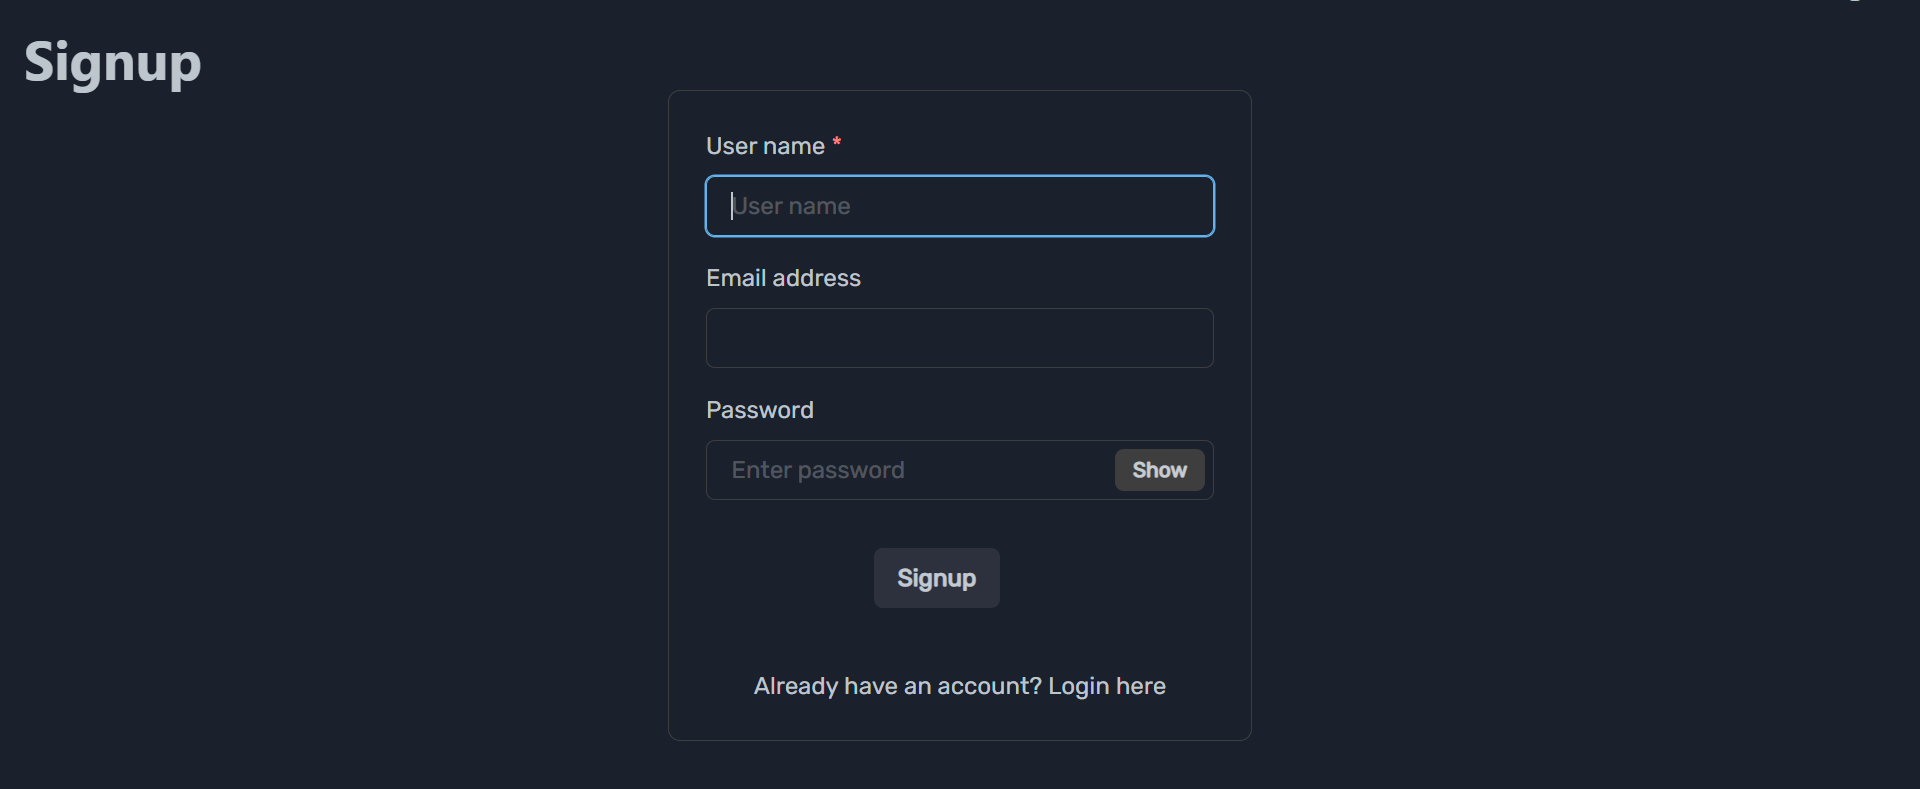 Signup
User name *
User name
Email address
Password
Enter password
Show
Signup
Already have an account? Login here